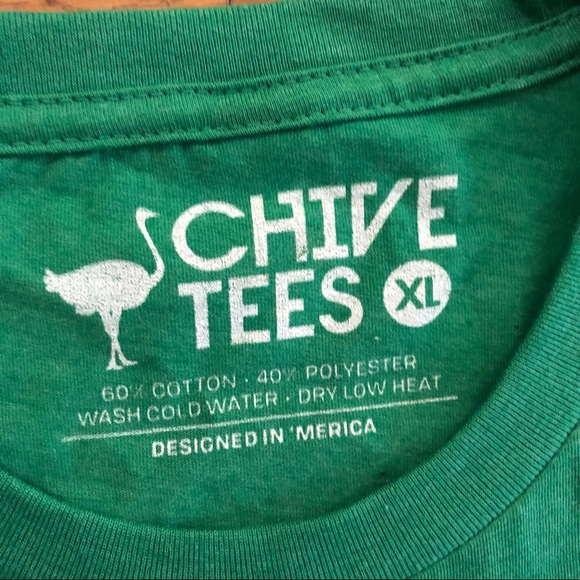 CHIVE
TEES XL
60% COTTON · 40% POLYESTER
WASH COLD WATER · DRY LOW HEAT
DESIGNED IN 'MERICA